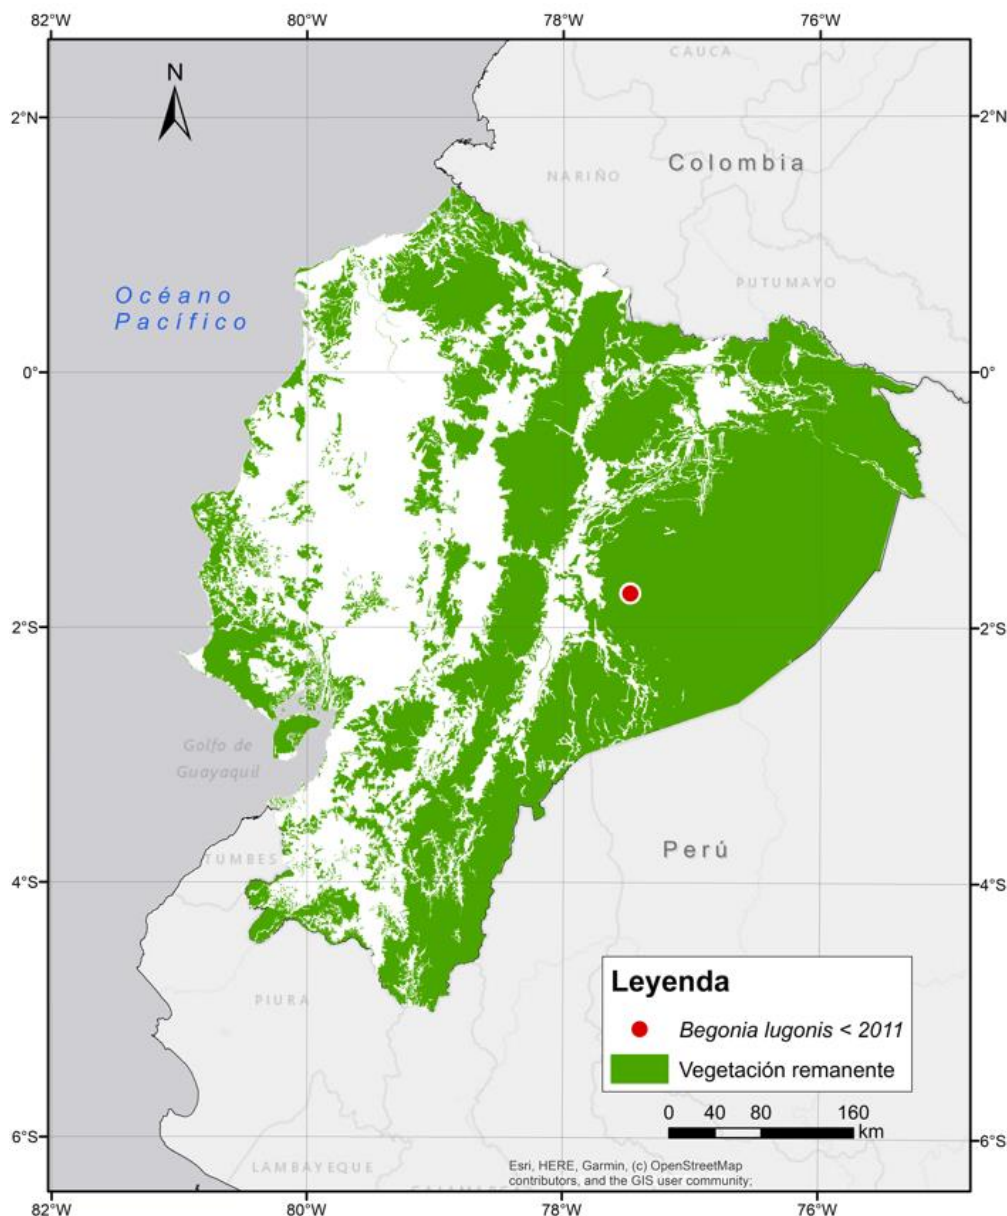 82°W 80°W 78°W 76°W
N
2°N 2°N
CAUCA
Colombia
NARIÑO
PUTUMAYO
Océano
Pacífico
0° 0°
2°S 2°S
Golfo de
Guayaquil
TUMBES
Perú
4°S 4°S
PIURA
Leyenda
Begonia lugonis < 2011
Vegetación remanente
0 40 80 160
km
6°S 6°S
LAMBAYEQUE
Esri, HERE, Garmin, (c) OpenStreetMap
contributors, and the GIS user community;
82°W 80°W 78°W 76°W